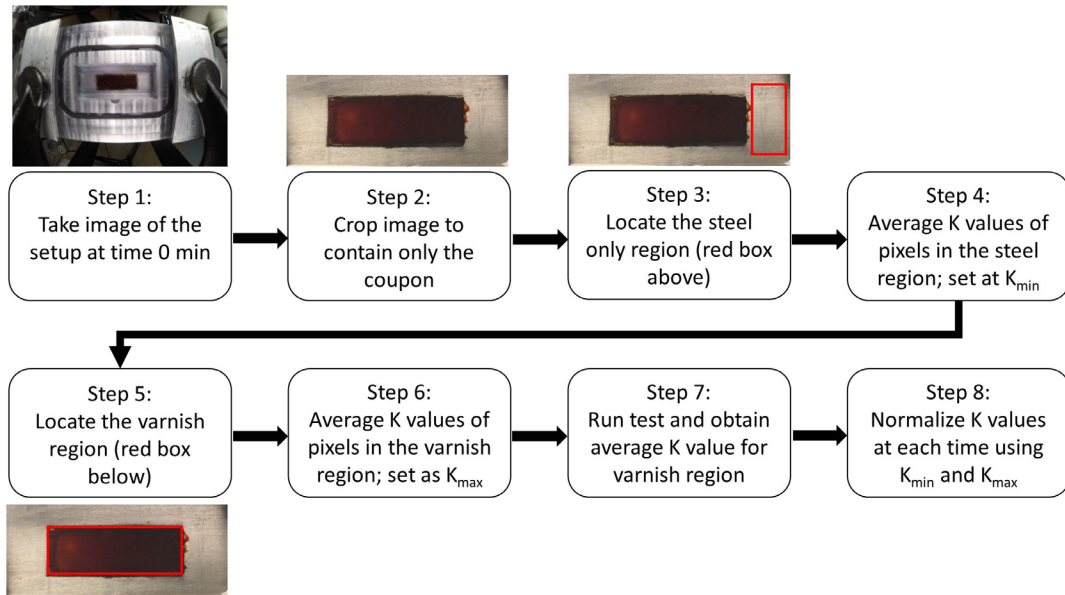 Step 1:
Take image of the
setup at time 0 min
Step 2:
Crop image to
contain only the
coupon
Step 3:
Locate the steel
only region (red box
above)
Step 4:
Average K values of
pixels in the steel
region; set at Kmin
Step 5:
Locate the varnish
region (red box
below)
Step 6:
Average K values of
pixels in the varnish
region; set as Kmax
Step 7:
Run test and obtain
average K value for
varnish region
Step 8:
Normalize K values
at each time using
Kmin and Kmax